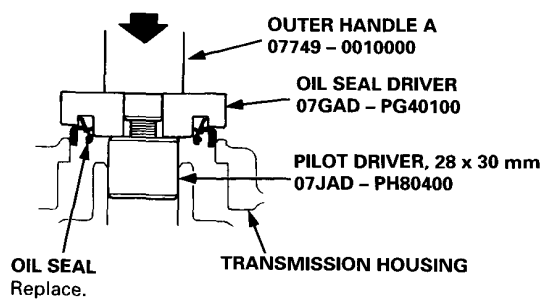 OUTER HANDLE A
07749 – 0010000
OIL SEAL DRIVER
07GAD – PG40100
PILOT DRIVER, 28 x 30 mm
07JAD – PH80400
OIL SEAL
Replace.
TRANSMISSION HOUSING